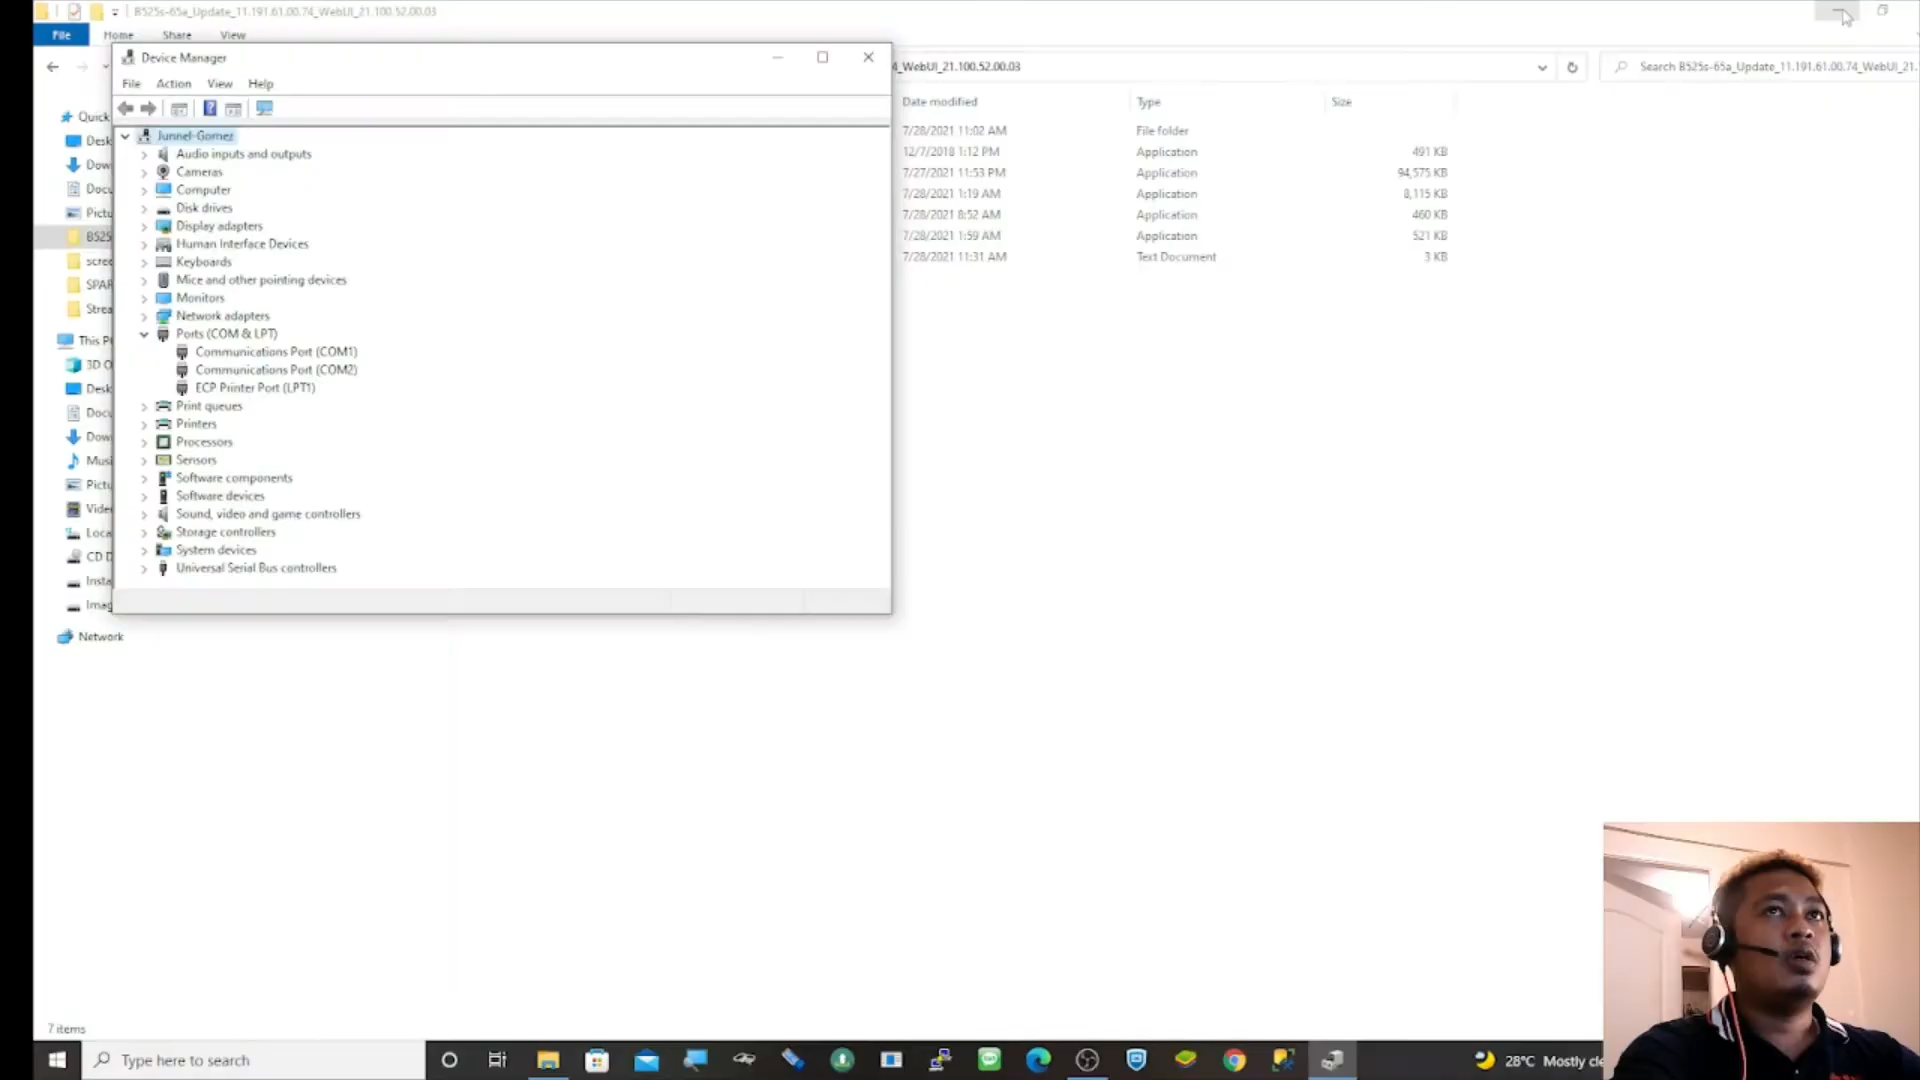 B525s-65a_Update_11.191.61.00.74_WebUI_21.100.52.00.03
File Home Share View
Device Manager
File Action View Help
4_WebUI_21.100.52.00.03
Search B525s-65a_Update_11.191.61.00.74_WebUI_21.
Date modified Type Size
7/28/2021 11:02 AM File folder
12/7/2018 1:12 PM Application 491 KB
7/27/2021 11:53 PM Application 94,575 KB
7/28/2021 1:19 AM Application 8,115 KB
7/28/2021 8:52 AM Application 460 KB
7/28/2021 1:59 AM Application 521 KB
7/28/2021 11:31 AM Text Document 3 KB
Quick
Desk
Dow
Docu
Pictu
B525
scree
SPAR
Strea
This P
3D O
Desk
Docu
Dow
Musi
Pictu
Vide
Loca
CD D
Insta
Imag
Network
Junnel-Gomez
Audio inputs and outputs
Cameras
Computer
Disk drives
Display adapters
Human Interface Devices
Keyboards
Mice and other pointing devices
Monitors
Network adapters
Ports (COM & LPT)
Communications Port (COM1)
Communications Port (COM2)
ECP Printer Port (LPT1)
Print queues
Printers
Processors
Sensors
Software components
Software devices
Sound, video and game controllers
Storage controllers
System devices
Universal Serial Bus controllers
7 items
Type here to search
28°C Mostly cle